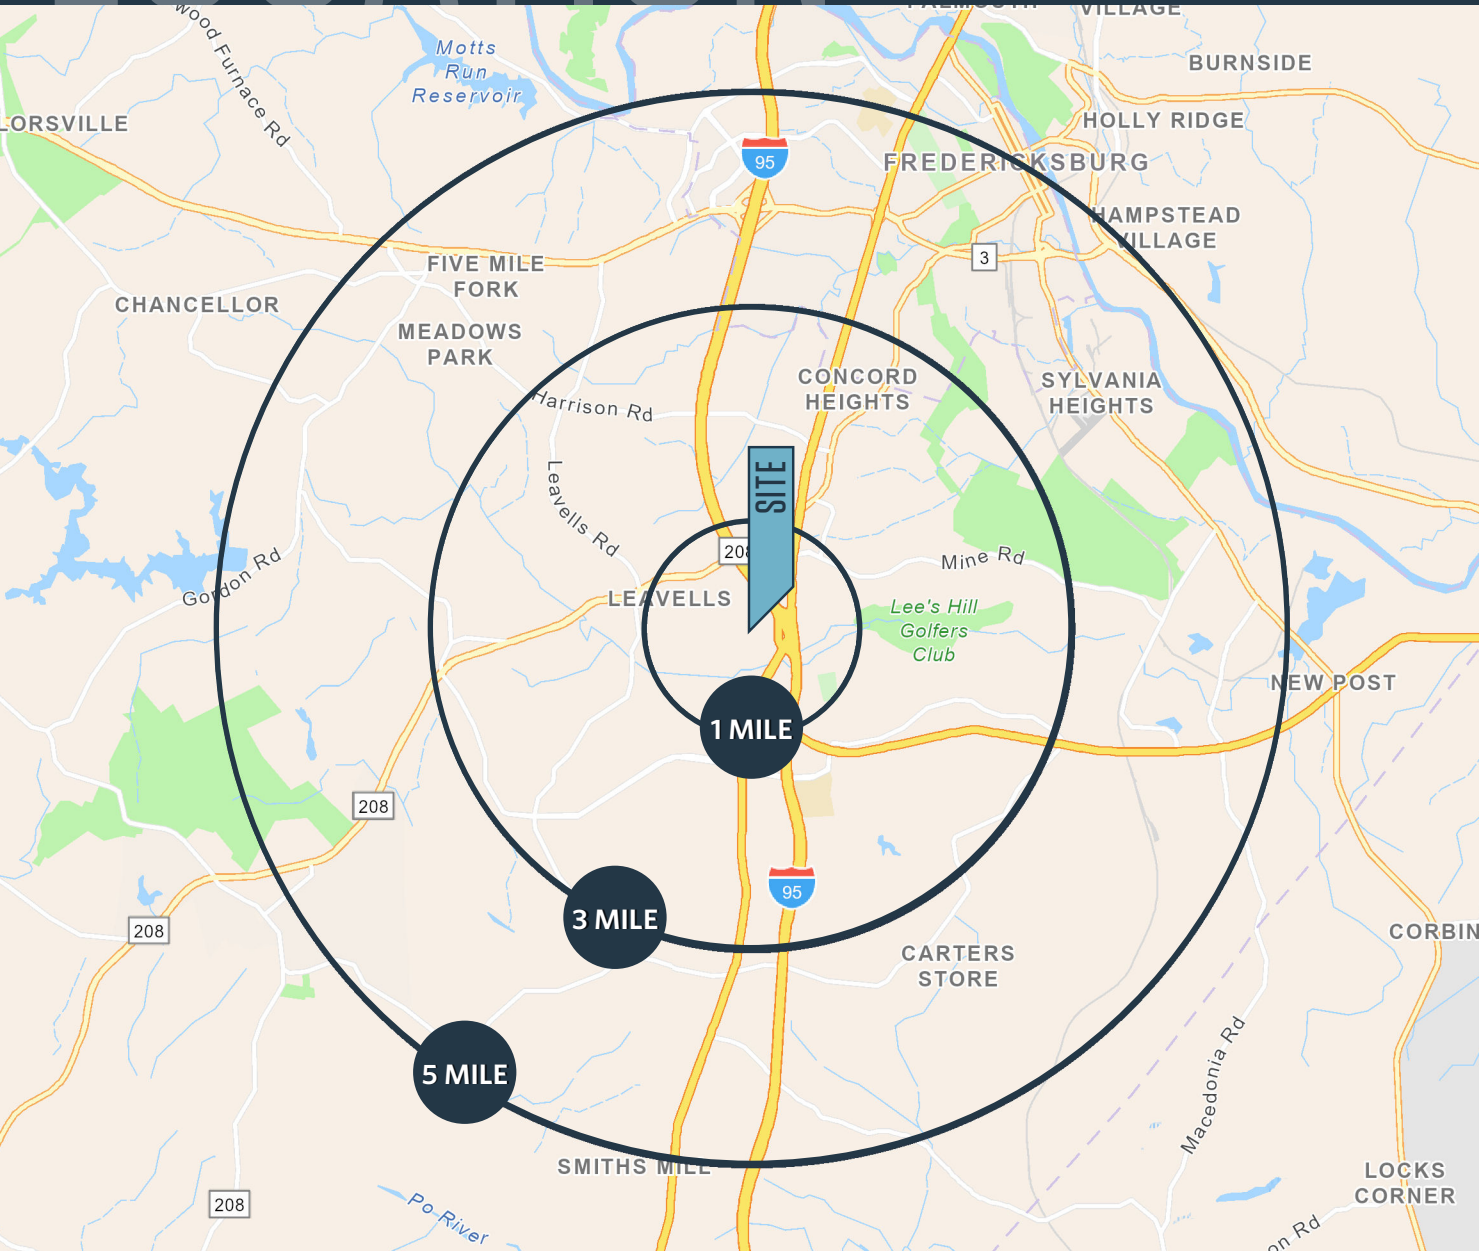 VILLAGE
wood Furnace Rd
Motts
Run
Reservoir
BURNSIDE
LORSVILLE
HOLLY RIDGE
95
FREDERICKSBURG
HAMPSTEAD
VILLAGE
3
FIVE MILE
FORK
CHANCELLOR
MEADOWS
PARK
CONCORD
HEIGHTS
SYLVANIA
HEIGHTS
Harrison Rd
SITE
Leavells Rd
208
Mine Rd
Gordon Rd
LEAVELLS
Lee's Hill
Golfers
Club
NEW POST
1 MILE
208
95
3 MILE
208
CORBIN
CARTERS
STORE
5 MILE
Macedonia Rd
SMITHS MILL
LOCKS
CORNER
208
Po River
on Rd